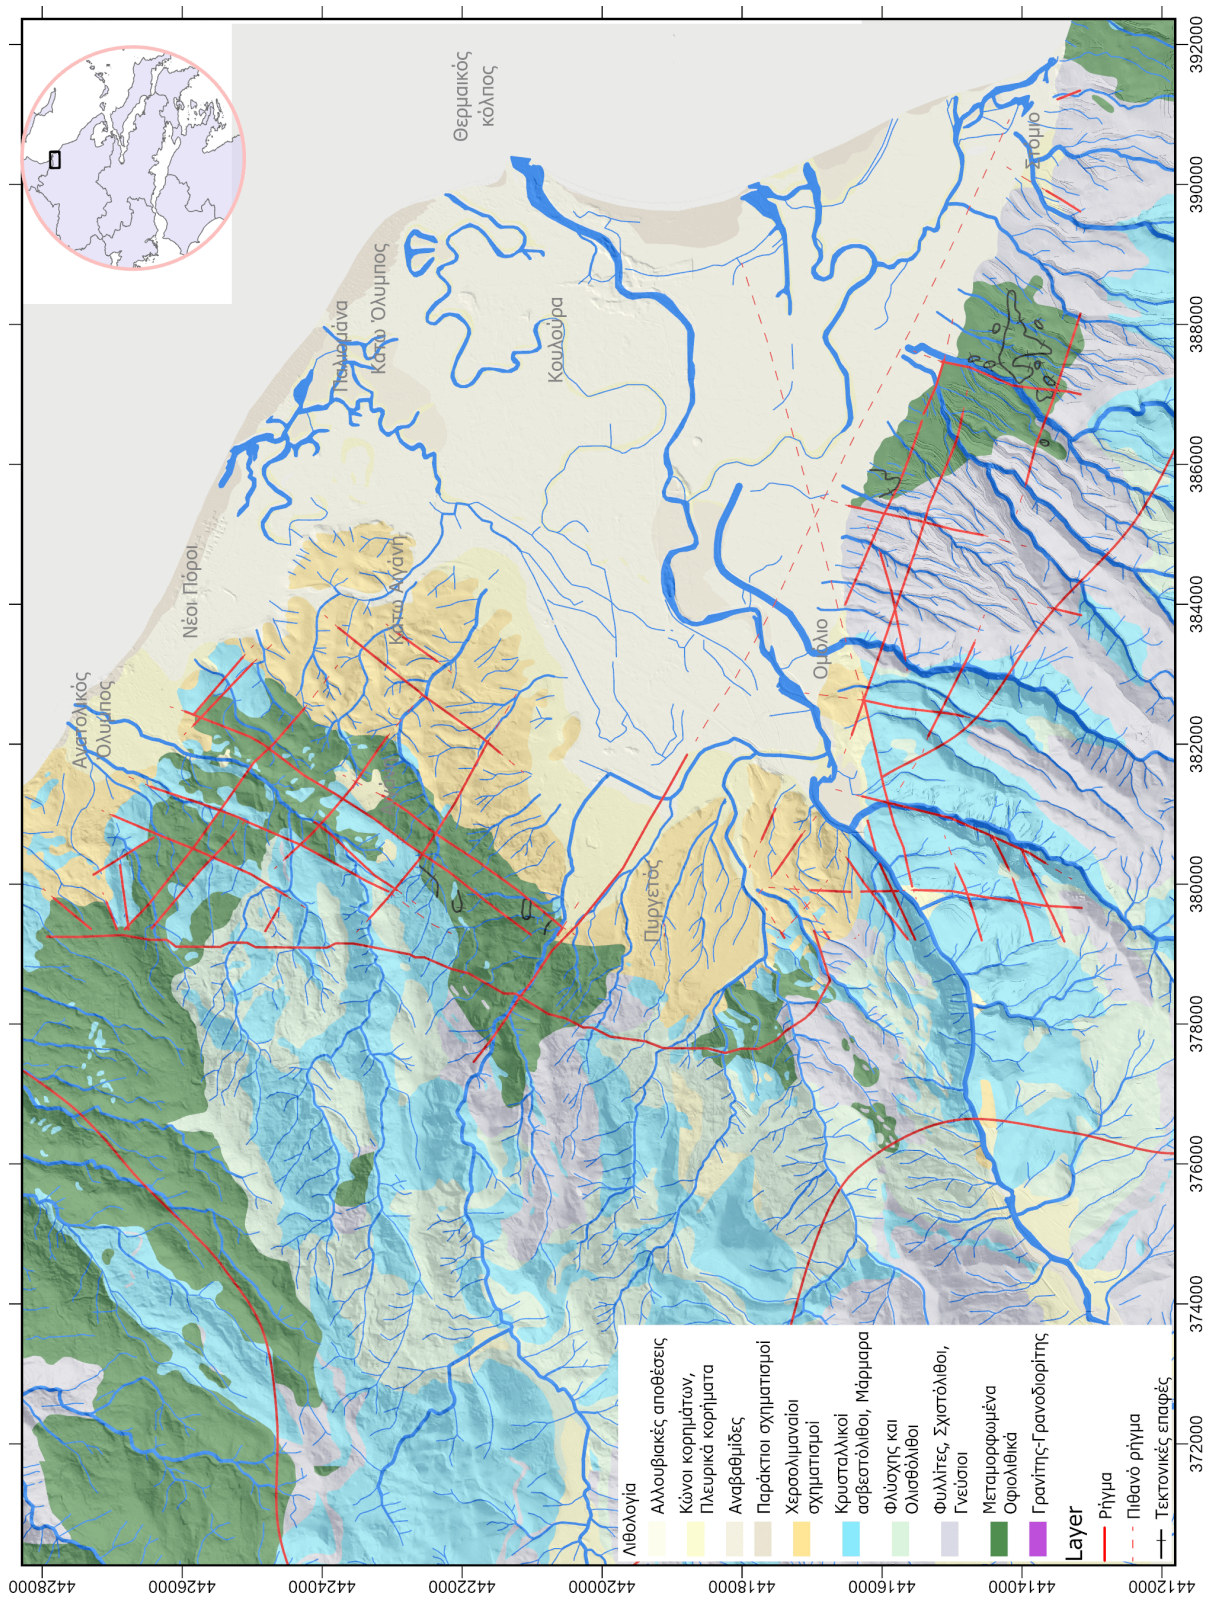 Θερμαϊκός
κόλπος
Στόμιο
Παλιομάνα
Κάτω Όλυμπος
Κουλούρα
Νέοι Πόροι
Κάτω Αιγάνη
Ομόλιο
Ανατολικός
Όλυμπος
Πυργετός
Λιθολογία
Αλλουβιακές αποθέσεις
Κώνοι κορημάτων,
Πλευρικά κορήματα
Αναβαθμίδες
Παράκτιοι σχηματισμοί
Χερσολιμναίοι
σχηματισμοί
Κρυσταλλικοί
ασβεστόλιθοι, Μάρμαρα
Φλύσχης και
Ολισθόλιθοι
Φυλλίτες, Σχιστόλιθοι,
Γνεύσιοι
Μεταμορφωμένα
Οφιολιθικά
Γρανίτης-Γρανοδιορίτης
Layer
Ρήγμα
Πιθανό ρήγμα
Τεκτονικές επαφές
372000
374000
376000
378000
380000
382000
384000
386000
388000
390000
392000
4428000
4426000
4424000
4422000
4420000
4418000
4416000
4414000
4412000